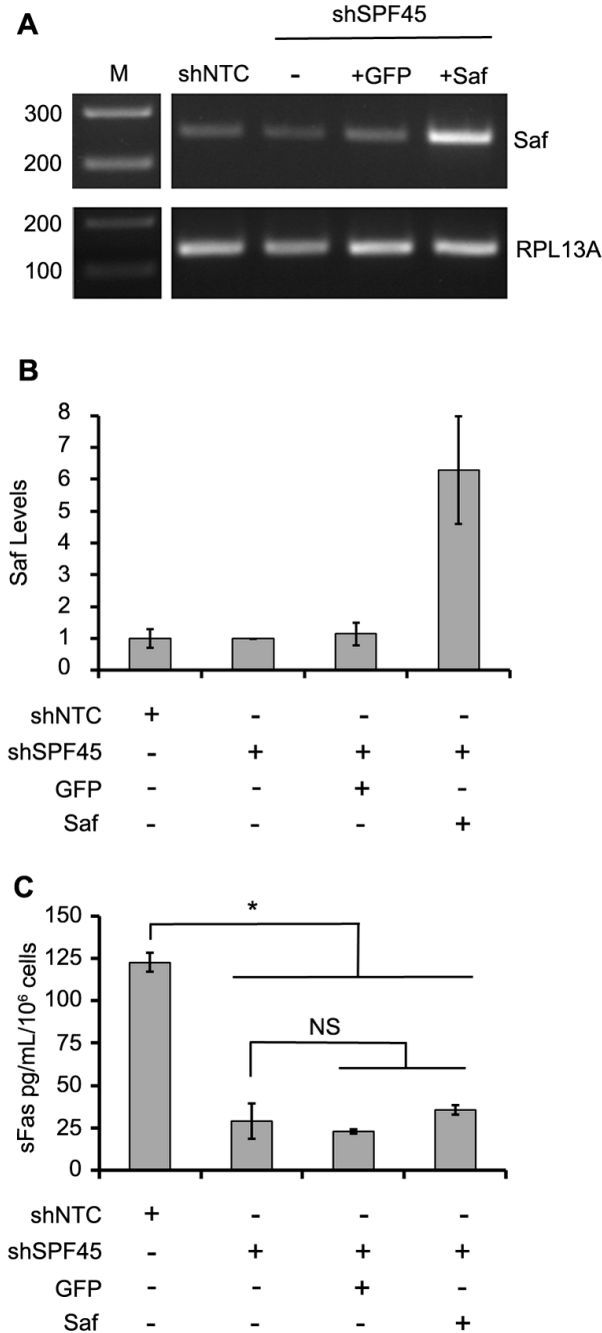 A
shSPF45
M shNTC - +GFP +Saf
300
Saf
200
200
RPL13A
100
B
8
7
6
5
4
3
2
1
0
Saf Levels
shNTC + - - -
shSPF45 - + + +
GFP - - + -
Saf - - - +
C
150
*
125
100
75
NS
50
25
0
sFas pg/mL/10⁶ cells
shNTC + - - -
shSPF45 - + + +
GFP - - + -
Saf - - - +